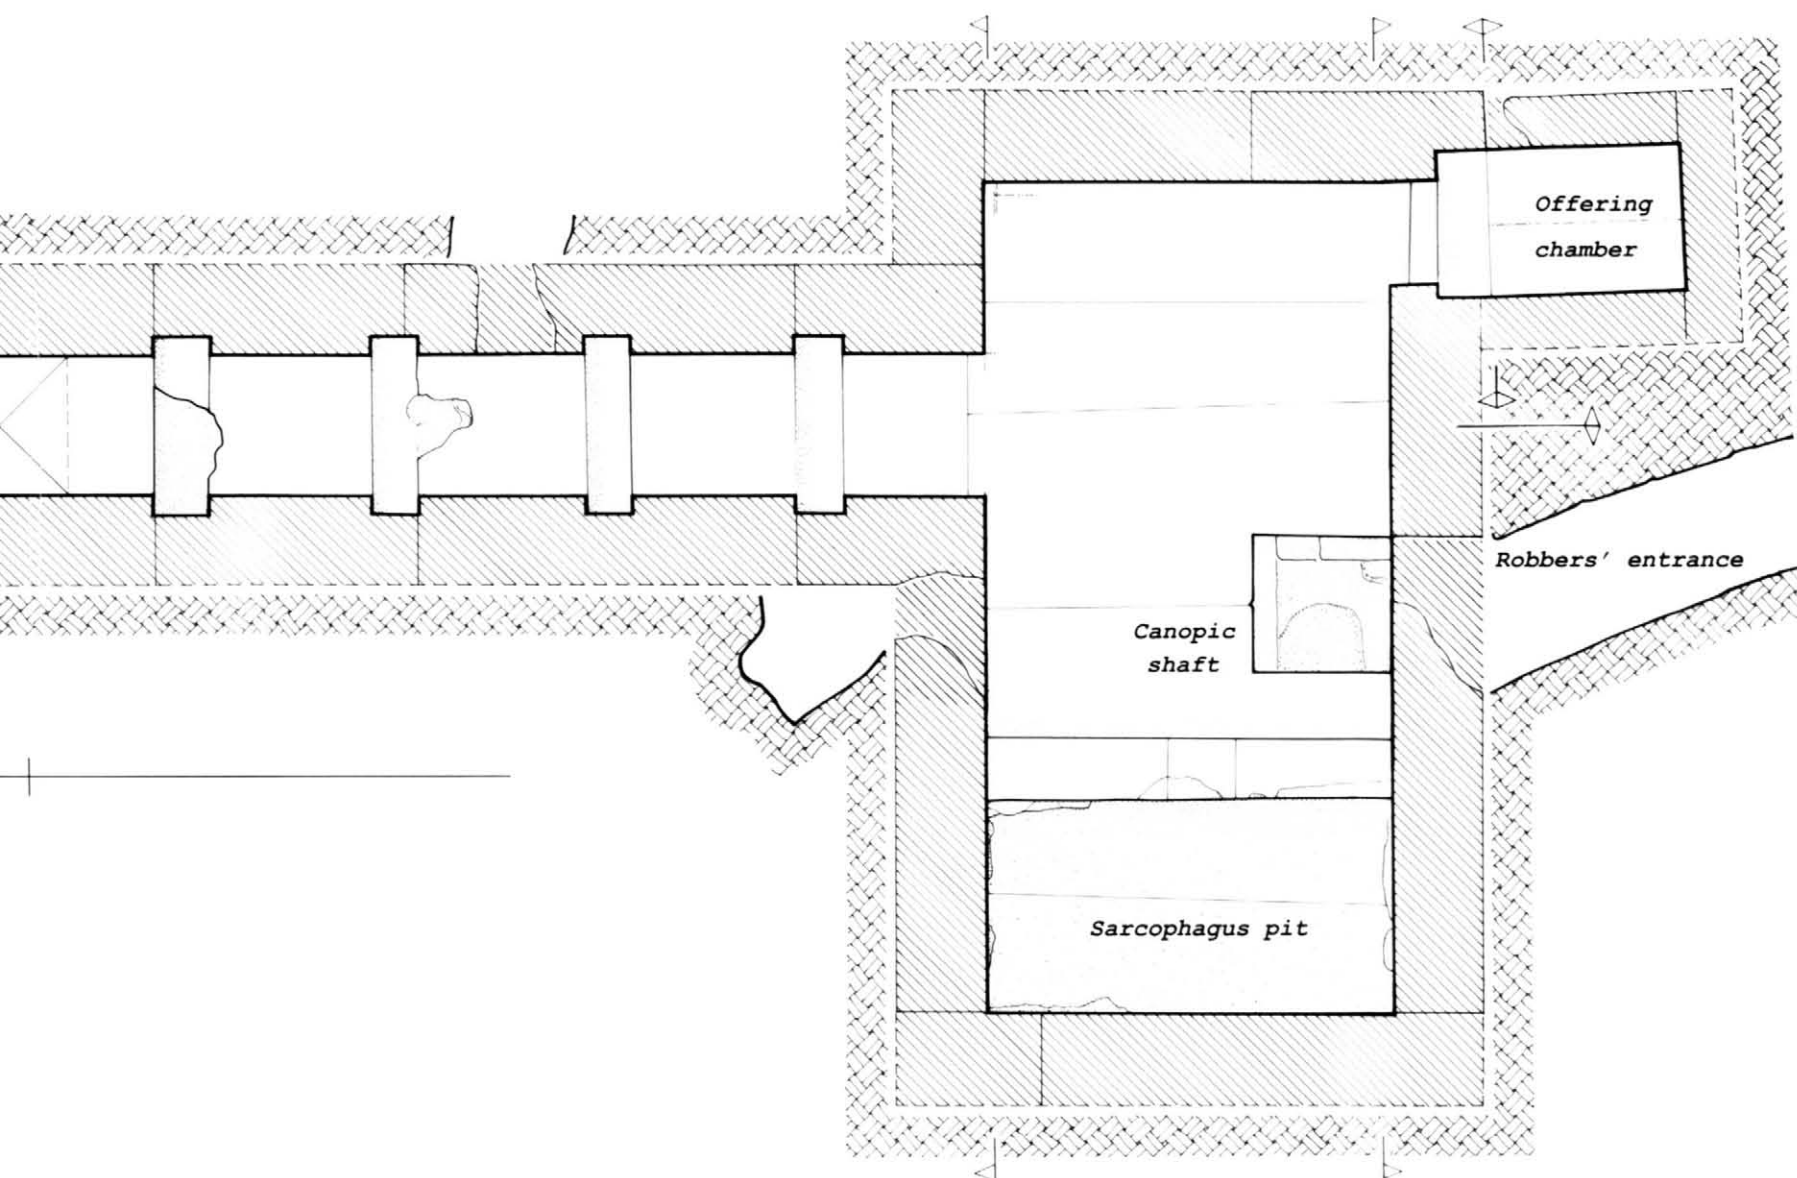 Offering
chamber
Robbers' entrance
Canopic
shaft
Sarcophagus pit